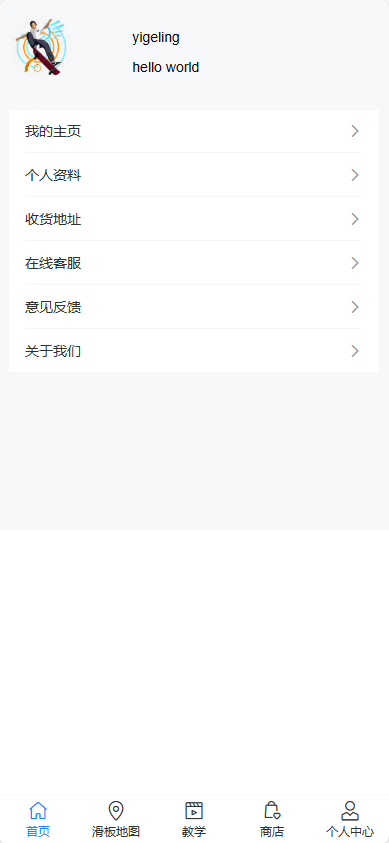 yigeling
hello world
我的主页
个人资料
收货地址
在线客服
意见反馈
关于我们
首页
滑板地图
教学
商店
个人中心